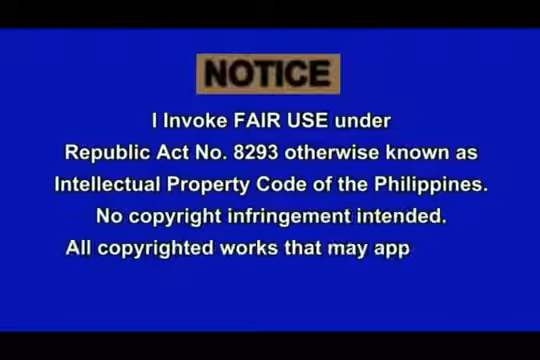 NOTICE
I Invoke FAIR USE under
Republic Act No. 8293 otherwise known as
Intellectual Property Code of the Philippines.
No copyright infringement intended.
All copyrighted works that may app